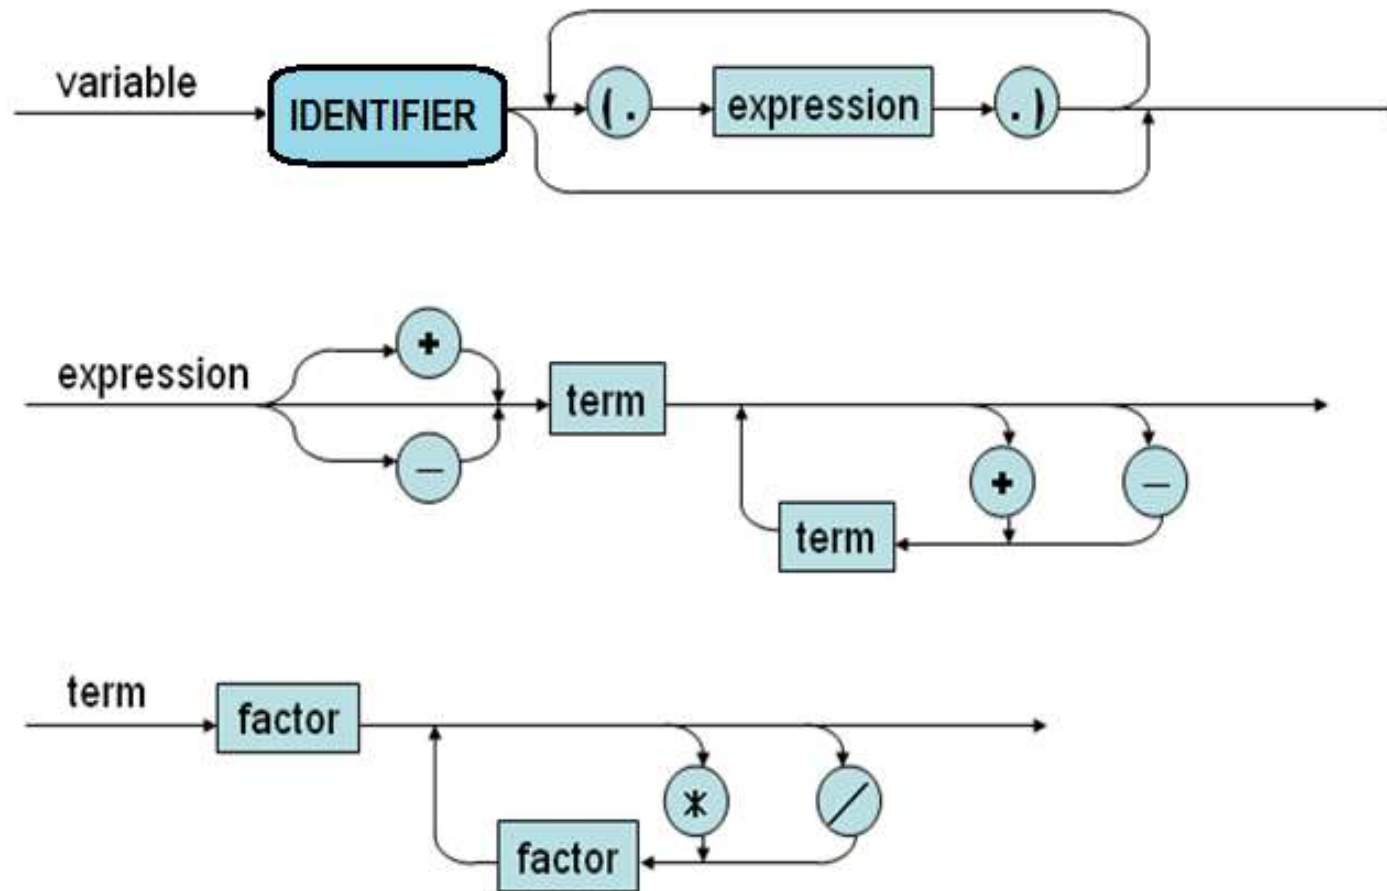 variable
IDENTIFIER
(.
expression
.)
expression
+
−
term
+
−
term
term
factor
*
/
factor